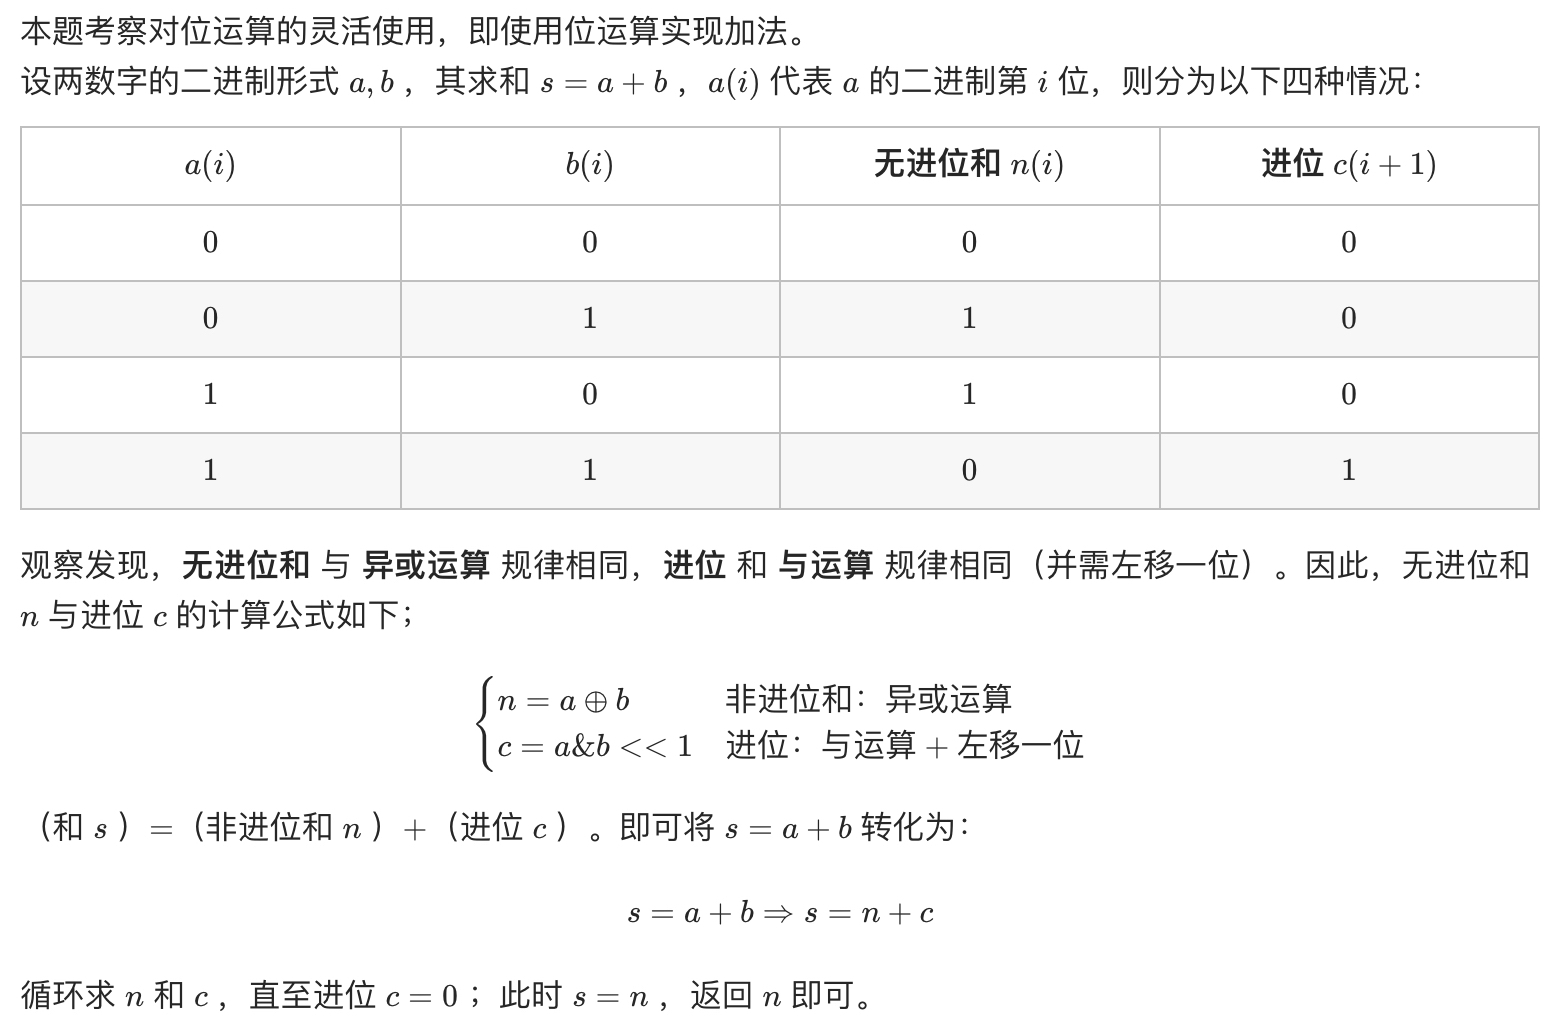 本题考察对位运算的灵活使用，即使用位运算实现加法。
设两数字的二进制形式 a, b ，其求和 s = a + b ，a(i) 代表 a 的二进制第 i 位，则分为以下四种情况：
a(i) b(i) 无进位和 n(i) 进位 c(i + 1)
0 0 0 0
0 1 1 0
1 0 1 0
1 1 0 1
观察发现，无进位和 与 异或运算 规律相同，进位 和 与运算 规律相同（并需左移一位）。因此，无进位和
n 与进位 c 的计算公式如下；
n = a ⊕ b 非进位和：异或运算
c = a&b << 1 进位：与运算 + 左移一位
（和 s ）=（非进位和 n ）+（进位 c ）。即可将 s = a + b 转化为：
s = a + b ⇒ s = n + c
循环求 n 和 c ，直至进位 c = 0 ；此时 s = n ，返回 n 即可。